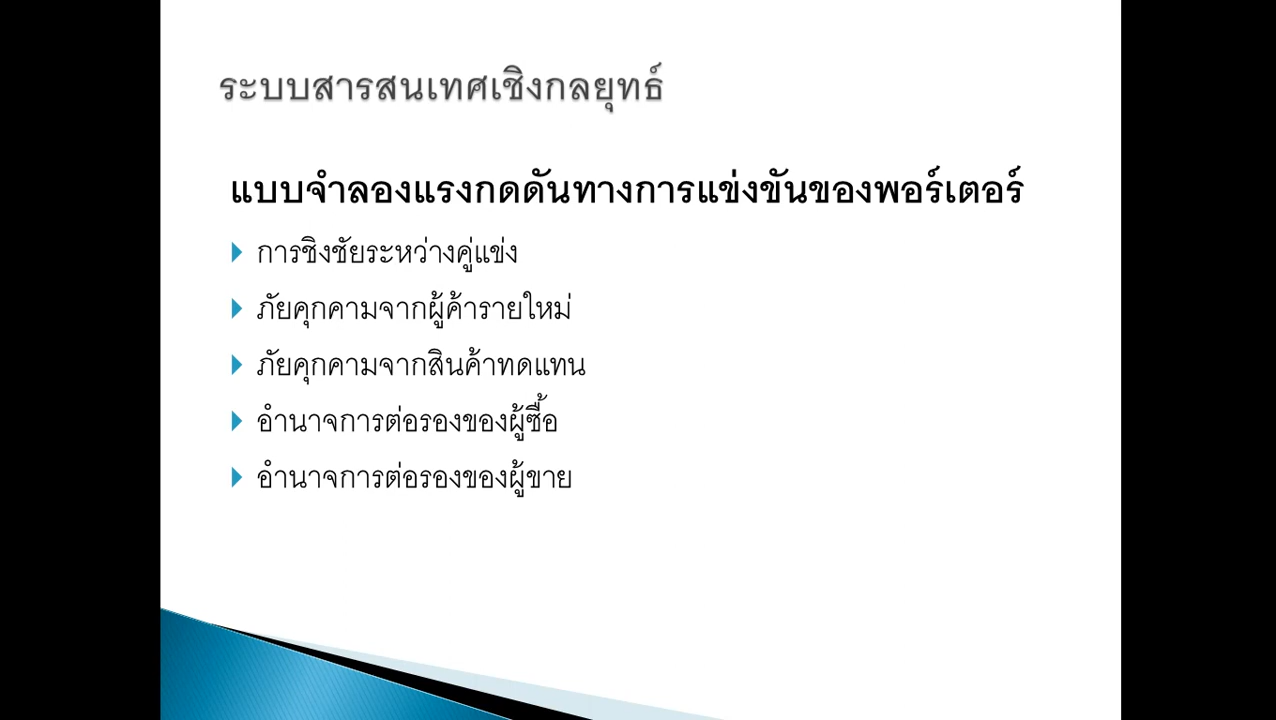 ระบบสารสนเทศเชิงกลยุทธ์
แบบจำลองแรงกดดันทางการแข่งขันของพอร์เตอร์
การชิงชัยระหว่างคู่แข่ง
ภัยคุกคามจากผู้ค้ารายใหม่
ภัยคุกคามจากสินค้าทดแทน
อำนาจการต่อรองของผู้ซื้อ
อำนาจการต่อรองของผู้ขาย